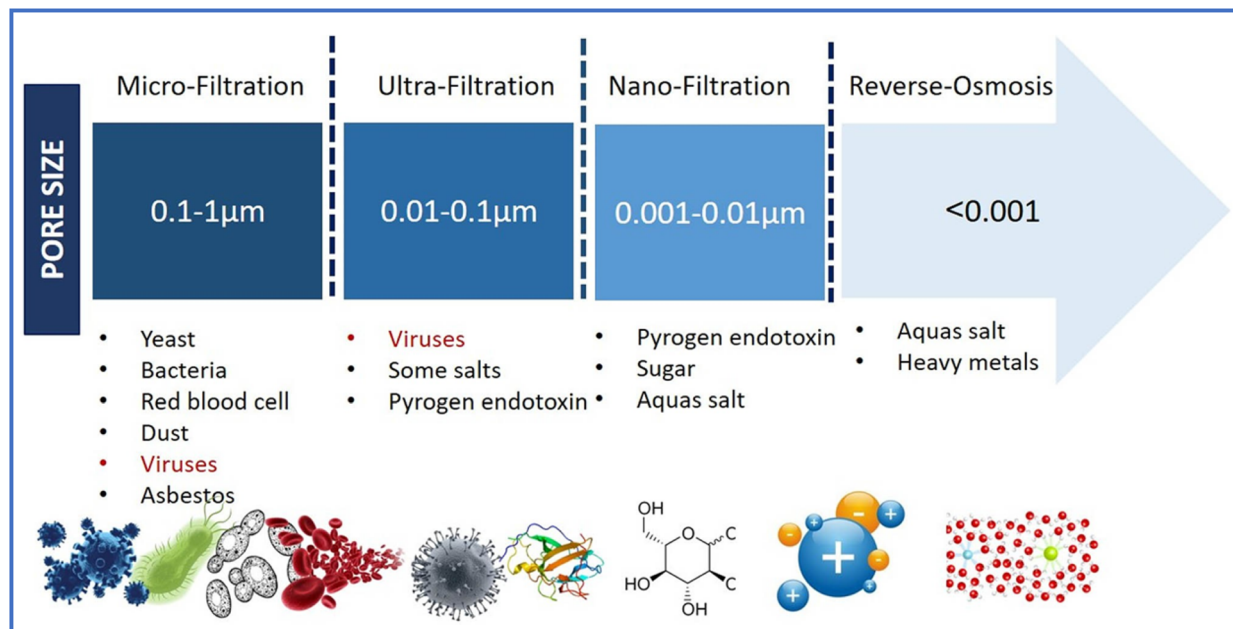 PORE SIZE
Micro-Filtration
0.1-1µm
• Yeast
• Bacteria
• Red blood cell
• Dust
• Viruses
• Asbestos
Ultra-Filtration
0.01-0.1µm
• Viruses
• Some salts
• Pyrogen endotoxin
Nano-Filtration
0.001-0.01µm
• Pyrogen endotoxin
• Sugar
• Aquas salt
Reverse-Osmosis
<0.001
• Aquas salt
• Heavy metals
OH
O
C
HO
C
OH
+
-
+
-
+
-
+
+